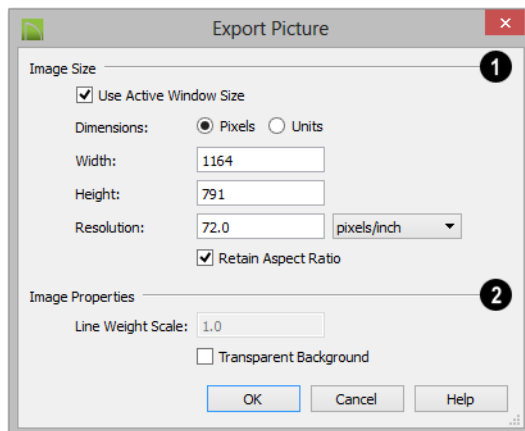 Export Picture
x
Image Size 1
Use Active Window Size
Dimensions: Pixels Units
Width: 1164
Height: 791
Resolution: 72.0 pixels/inch
Retain Aspect Ratio
Image Properties 2
Line Weight Scale: 1.0
Transparent Background
OK Cancel Help